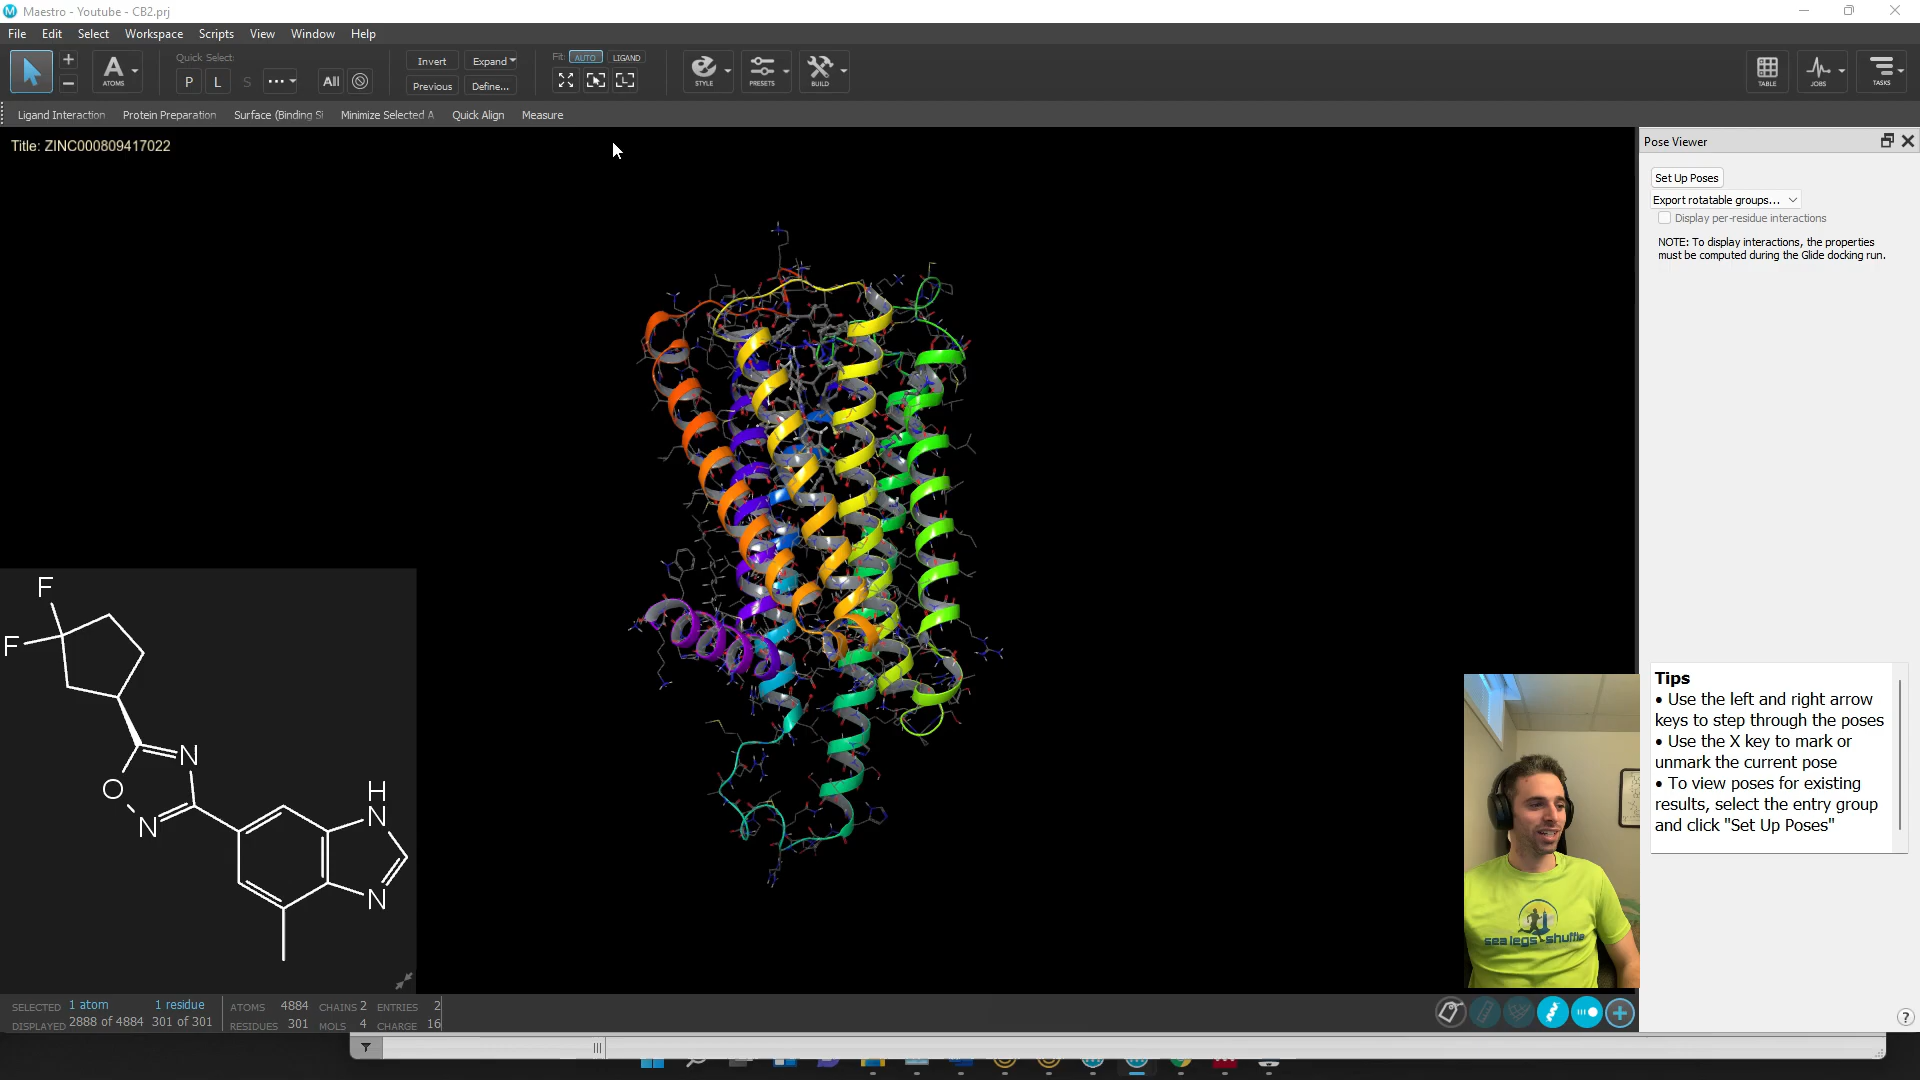 Maestro - Youtube - CB2.prj
File Edit Select Workspace Scripts View Window Help
Quick Select:
Invert Expand
Fit: AUTO LIGAND
A
ATOMS
P L S ... All
Previous Define...
STYLE PRESETS BUILD
TABLE JOBS TASKS
Ligand Interaction Protein Preparation Surface (Binding Si Minimize Selected A Quick Align Measure
Title: ZINC000809417022
Pose Viewer
Set Up Poses
Export rotatable groups...
Display per-residue interactions
NOTE: To display interactions, the properties
must be computed during the Glide docking run.
F
F
N
O
N
H
N
N
Tips
• Use the left and right arrow
keys to step through the poses
• Use the X key to mark or
unmark the current pose
• To view poses for existing
results, select the entry group
and click "Set Up Poses"
sea legs shuffle
SELECTED 1 atom 1 residue ATOMS 4884 CHAINS 2 ENTRIES 2
DISPLAYED 2888 of 4884 301 of 301 RESIDUES 301 MOLS 4 CHARGE 16
?